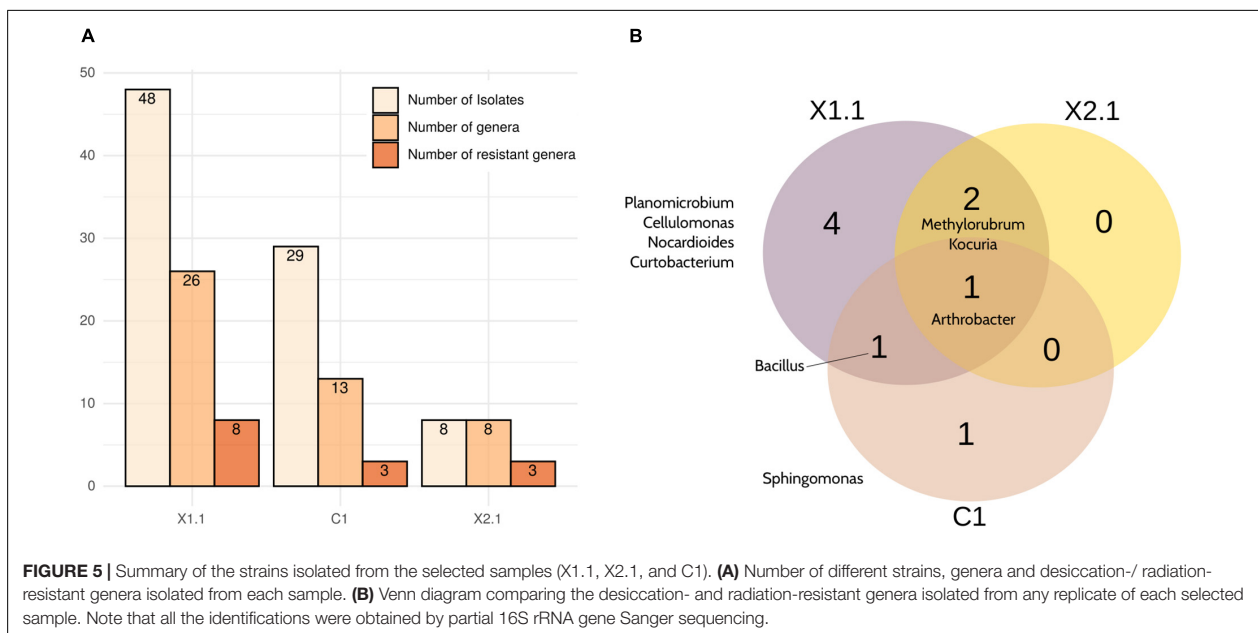 A
50
40
30
20
10
0
48
26
8
29
13
3
8
8
3
Number of Isolates
Number of genera
Number of resistant genera
X1.1
C1
X2.1
B
X1.1
X2.1
Planomicrobium
Cellulomonas
Nocardioides
Curtobacterium
4
2
Methylorubrum
Kocuria
0
1
Arthrobacter
Bacillus
1
0
1
Sphingomonas
C1
FIGURE 5 | Summary of the strains isolated from the selected samples (X1.1, X2.1, and C1). (A) Number of different strains, genera and desiccation-/ radiation-
resistant genera isolated from each sample. (B) Venn diagram comparing the desiccation- and radiation-resistant genera isolated from any replicate of each selected
sample. Note that all the identifications were obtained by partial 16S rRNA gene Sanger sequencing.